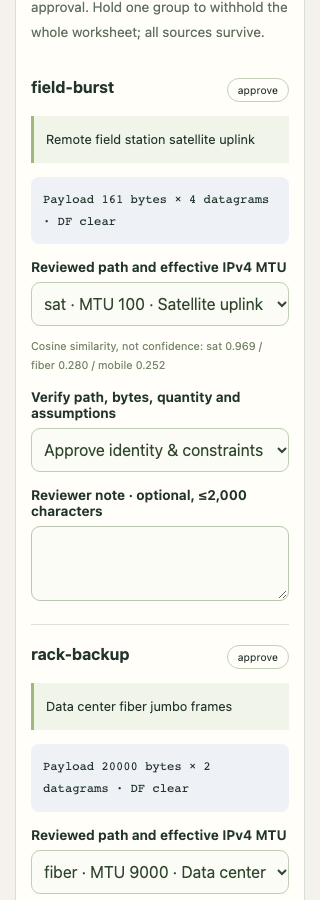 approval. Hold one group to withhold the
whole worksheet; all sources survive.
field-burst
approve
Remote field station satellite uplink
Payload 161 bytes × 4 datagrams
· DF clear
Reviewed path and effective IPv4 MTU
sat · MTU 100 · Satellite uplink
Cosine similarity, not confidence: sat 0.969 /
fiber 0.280 / mobile 0.252
Verify path, bytes, quantity and
assumptions
Approve identity & constraints
Reviewer note · optional, ≤2,000
characters
rack-backup
approve
Data center fiber jumbo frames
Payload 20000 bytes × 2
datagrams · DF clear
Reviewed path and effective IPv4 MTU
fiber · MTU 9000 · Data center